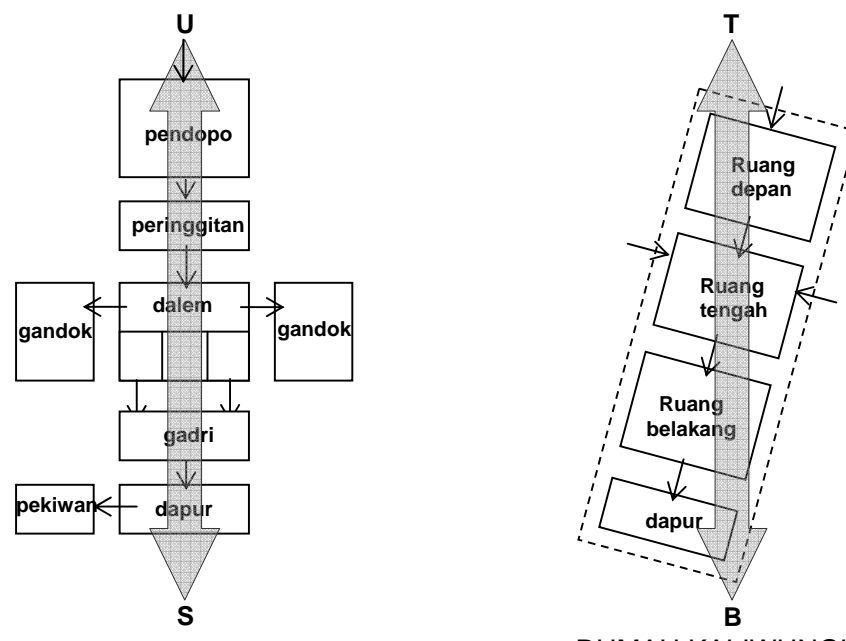 U
pendopo
peringgitan
dalem
gandok
gandok
gadri
pekiwan
dapur
S
T
Ruang
depan
Ruang
tengah
Ruang
belakang
dapur
B